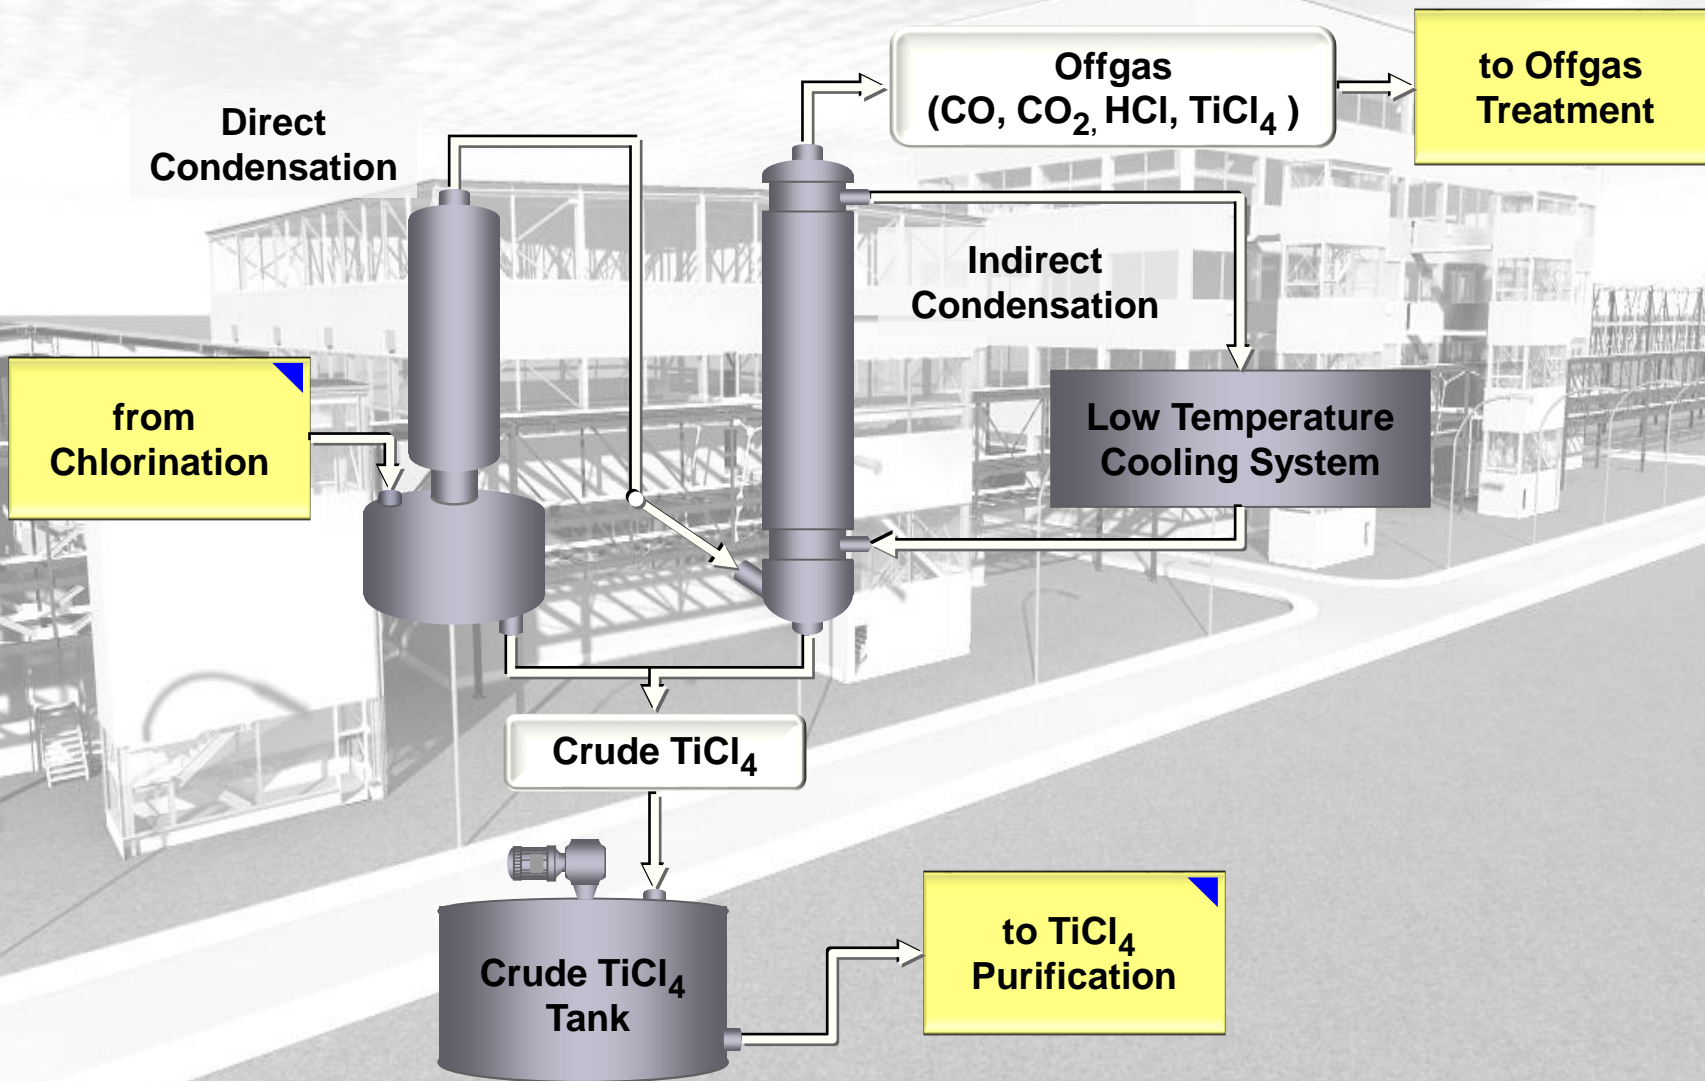 Offgas
(CO, CO₂, HCl, TiCl₄ )
to Offgas
Treatment
Direct
Condensation
Indirect
Condensation
from
Chlorination
Low Temperature
Cooling System
Crude TiCl₄
Crude TiCl₄
Tank
to TiCl₄
Purification